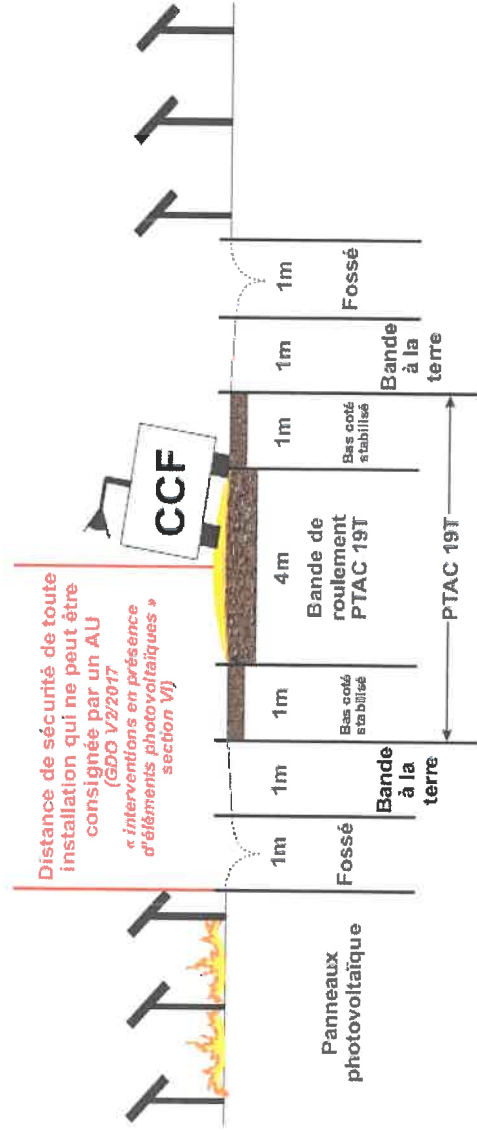 Distance de sécurité de toute
installation qui ne peut être
consignée par un AU
(GDO V2/2017
« interventions en présence
d'éléments photovoltaïques »
section VI)
CCF
1m
1m
1m
4m
1m
1m
1m
Fossé
Bande
à la
terre
Bas coté
stabilisé
Bande de
roulement
PTAC 19T
Bas coté
stabilisé
Bande
à la
terre
Fossé
Panneaux
photovoltaïque
PTAC 19T